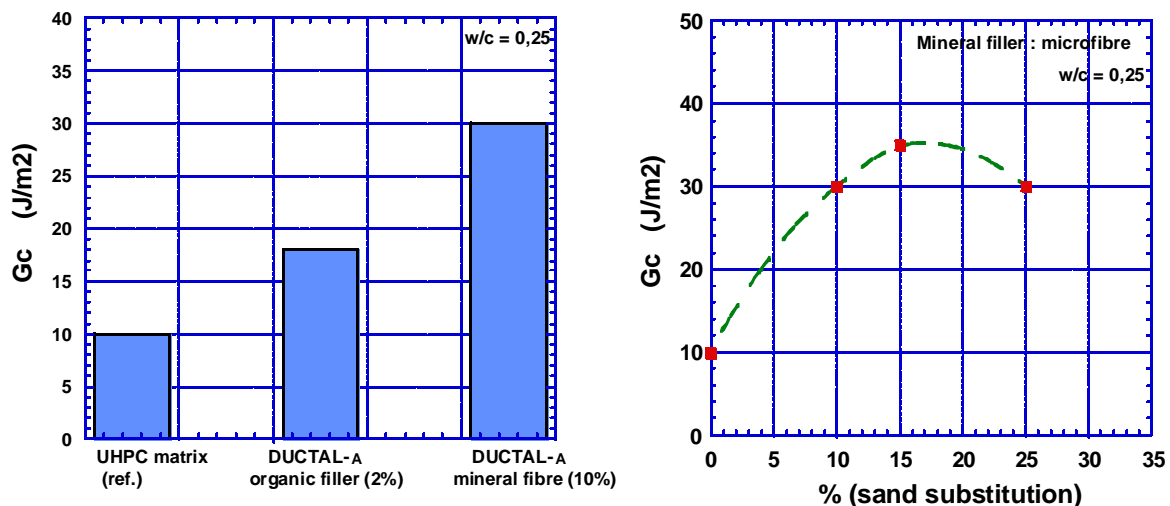 40
35
30
25
20
15
10
5
0
Gc (J/m2)
w/c = 0,25
UHPC matrix
(ref.)
DUCTAL-A
organic filler (2%)
DUCTAL-A
mineral fibre (10%)
50
40
30
20
10
0
Gc (J/m2)
Mineral filler : microfibre
w/c = 0,25
0 5 10 15 20 25 30 35
% (sand substitution)